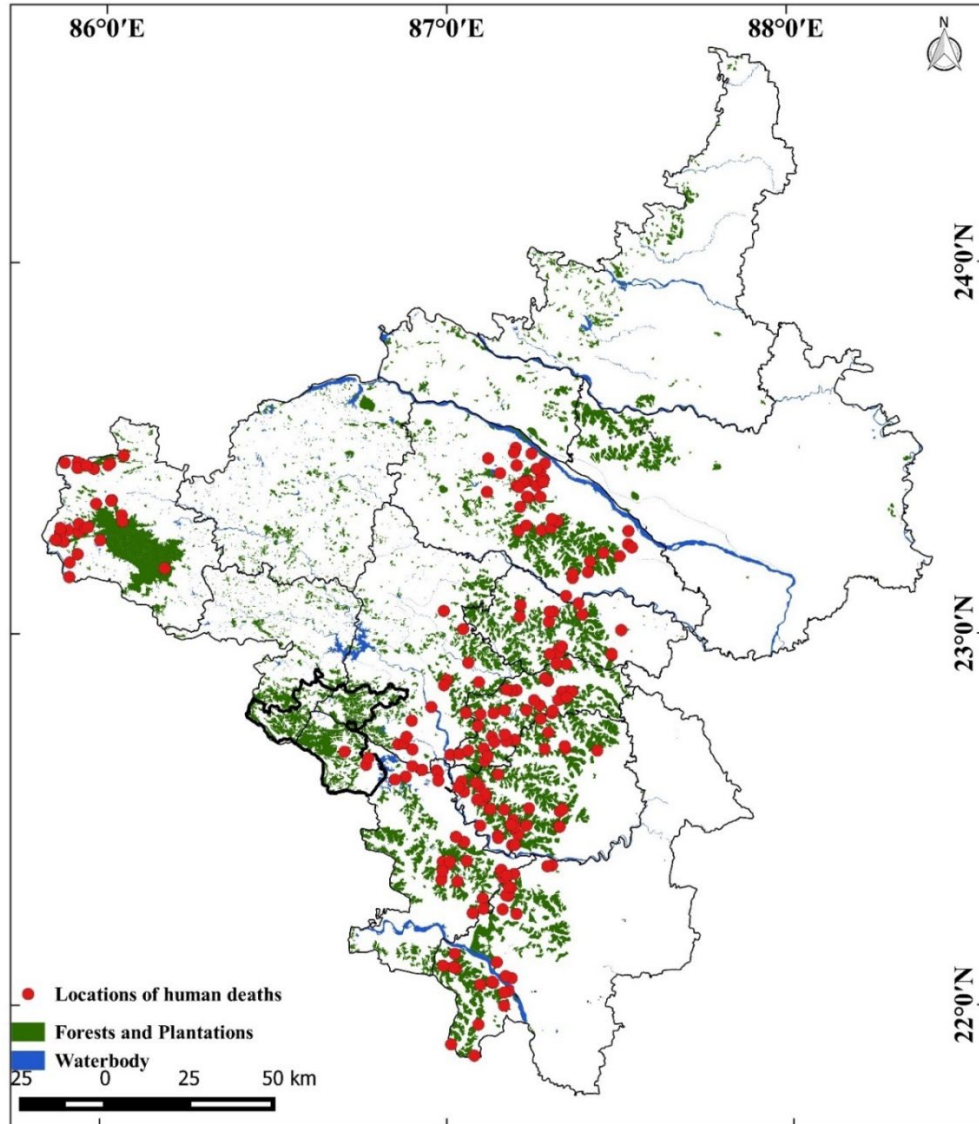 86°0′E 87°0′E 88°0′E
N
24°0′N
23°0′N
22°0′N
Locations of human deaths
Forests and Plantations
Waterbody
25 0 25 50 km